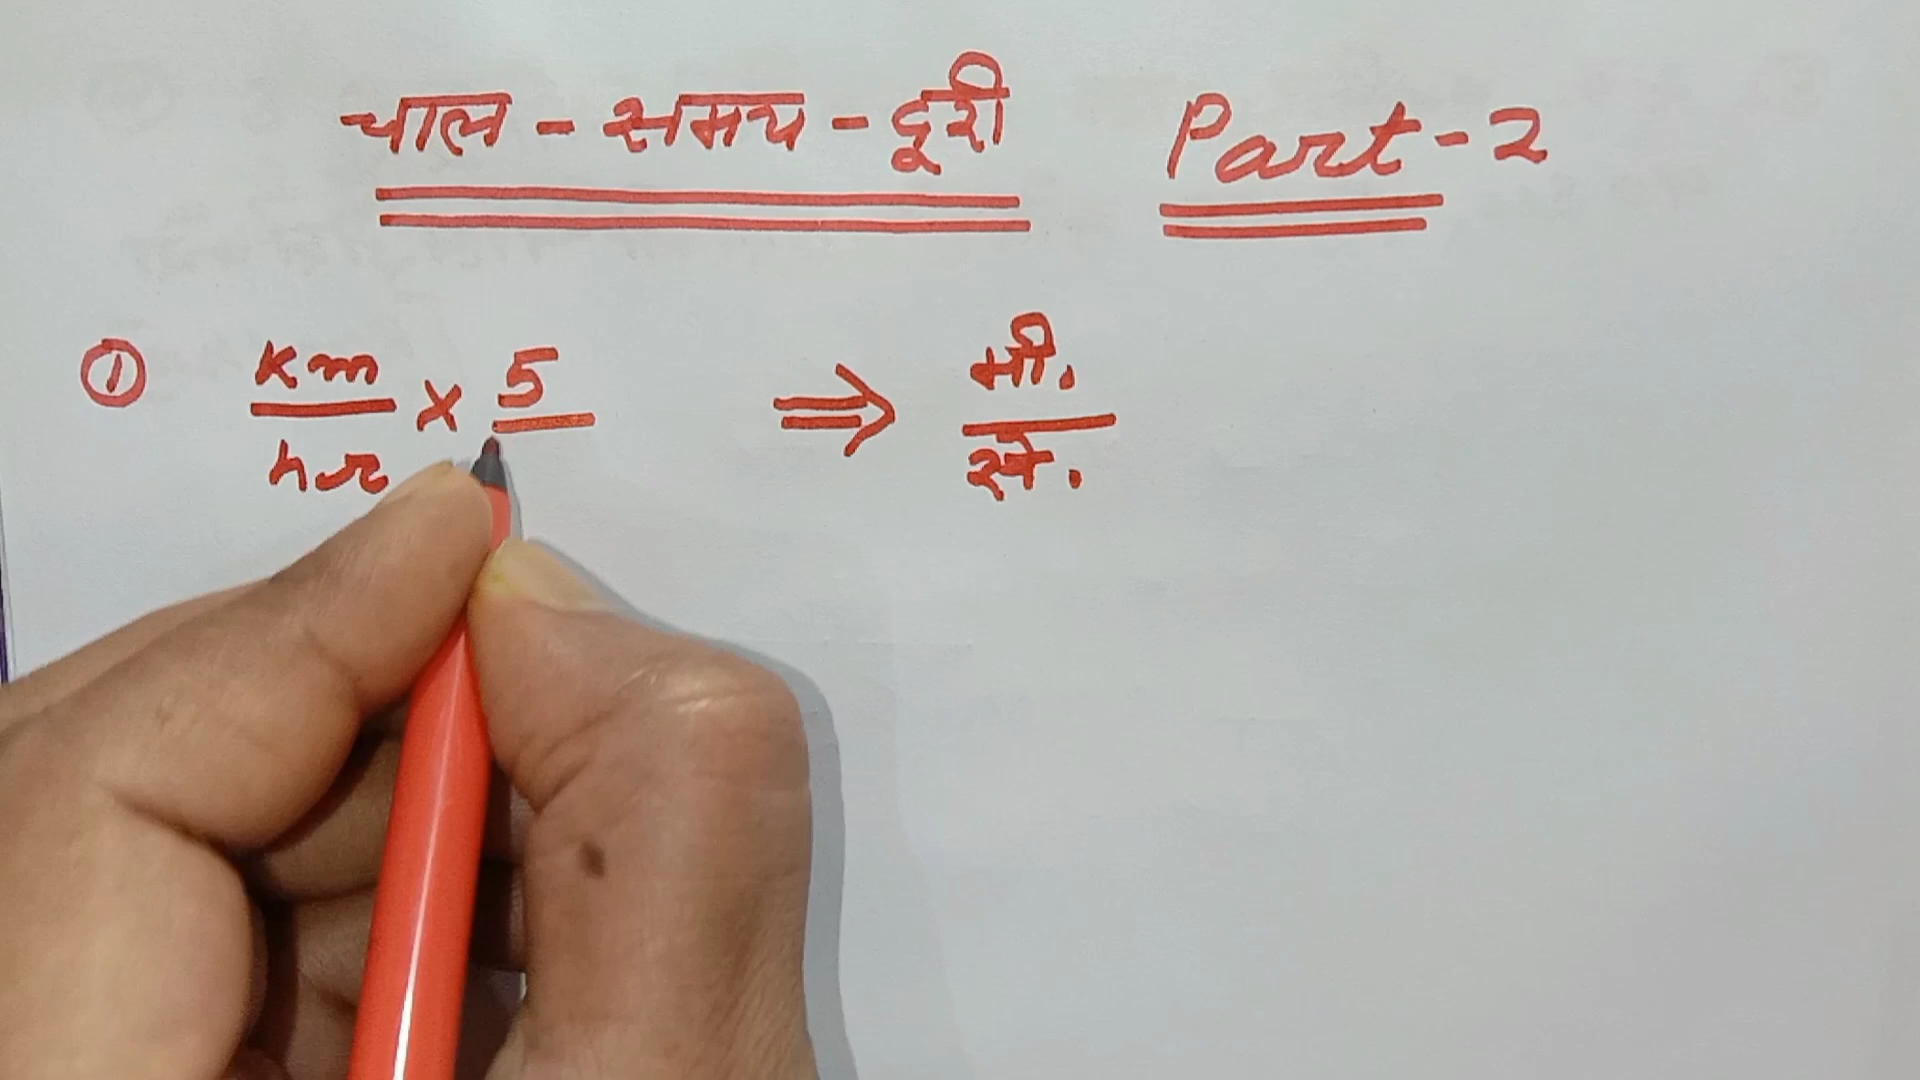 चाल - समय - दूरी Part-2
① km/hr × 5/ ⇒ मी./से.